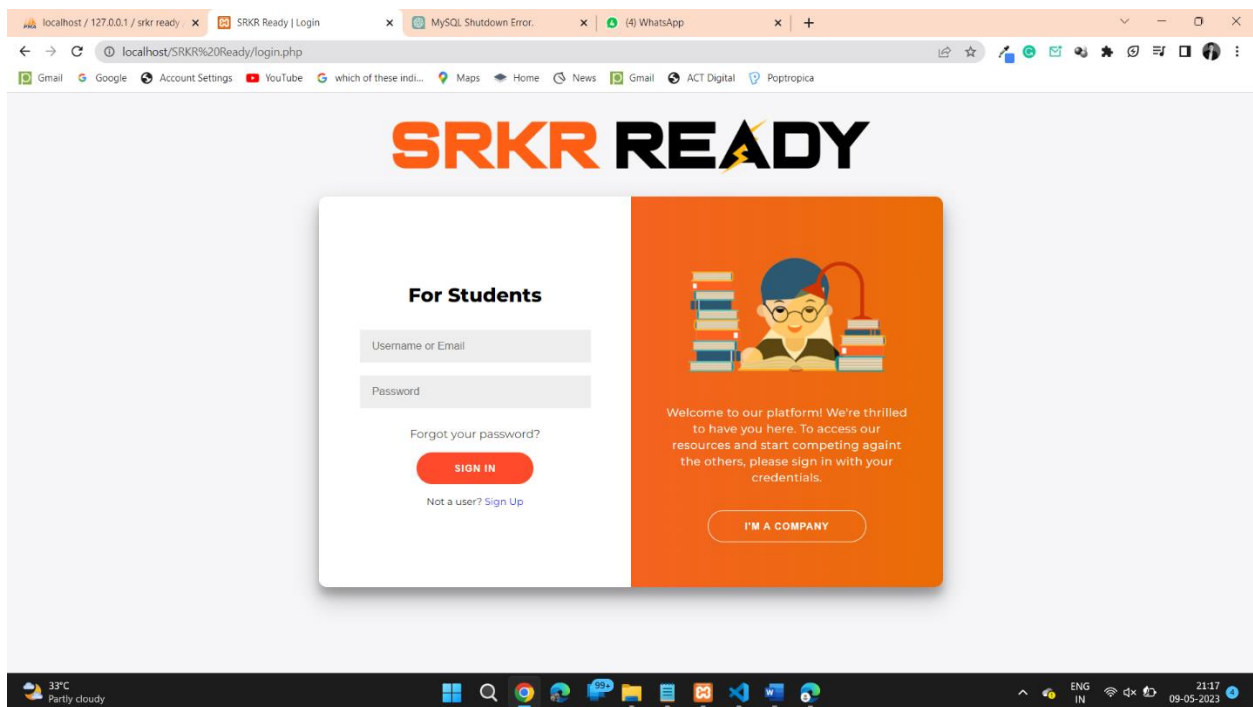 localhost / 127.0.0.1 / srkr ready
SRKR Ready | Login
MySQL Shutdown Error.
(4) WhatsApp
localhost/SRKR%20Ready/login.php
Gmail
Google
Account Settings
YouTube
which of these indi...
Maps
Home
News
Gmail
ACT Digital
Poptropica
SRKR READY
For Students
Username or Email
Password
Forgot your password?
SIGN IN
Not a user? Sign Up
Welcome to our platform! We're thrilled
to have you here. To access our
resources and start competing againt
the others, please sign in with your
credentials.
I'M A COMPANY
33°C
Partly cloudy
99+
ENG
IN
21:17
09-05-2023
4